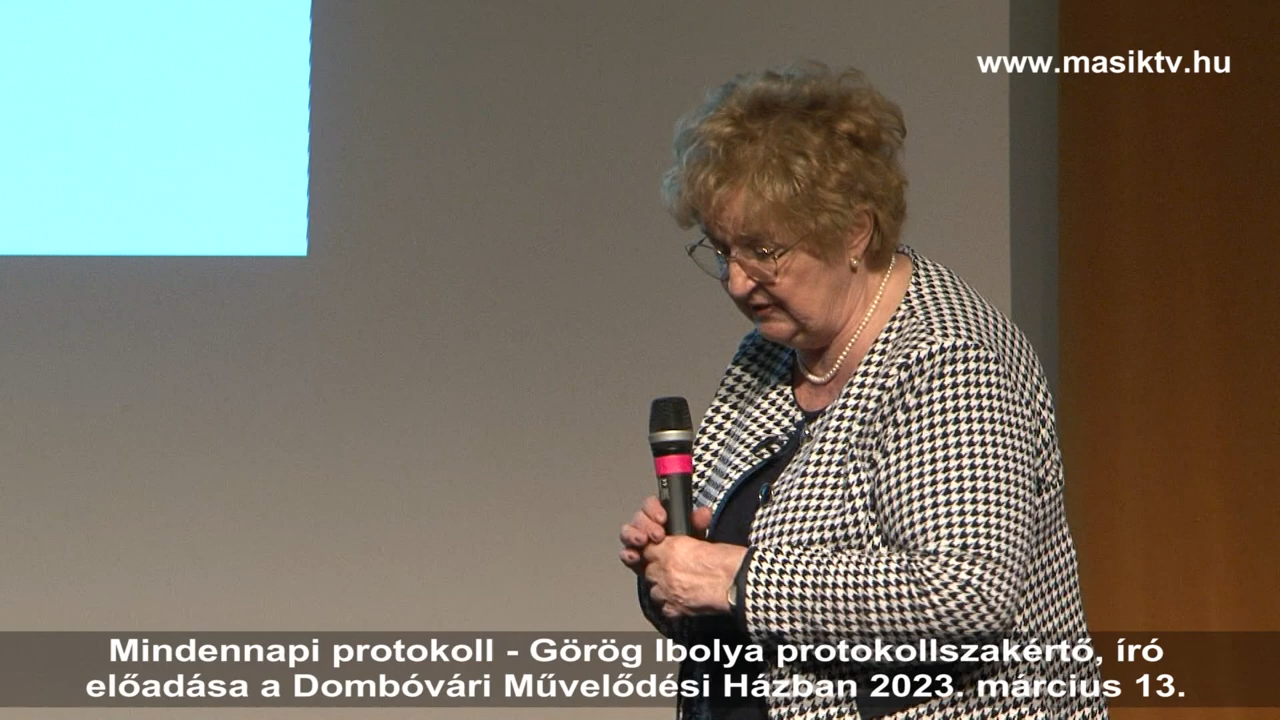 www.masiktv.hu
Mindennapi protokoll - Görög Ibolya protokollszakértő, író
előadása a Dombóvári Művelődési Házban 2023. március 13.